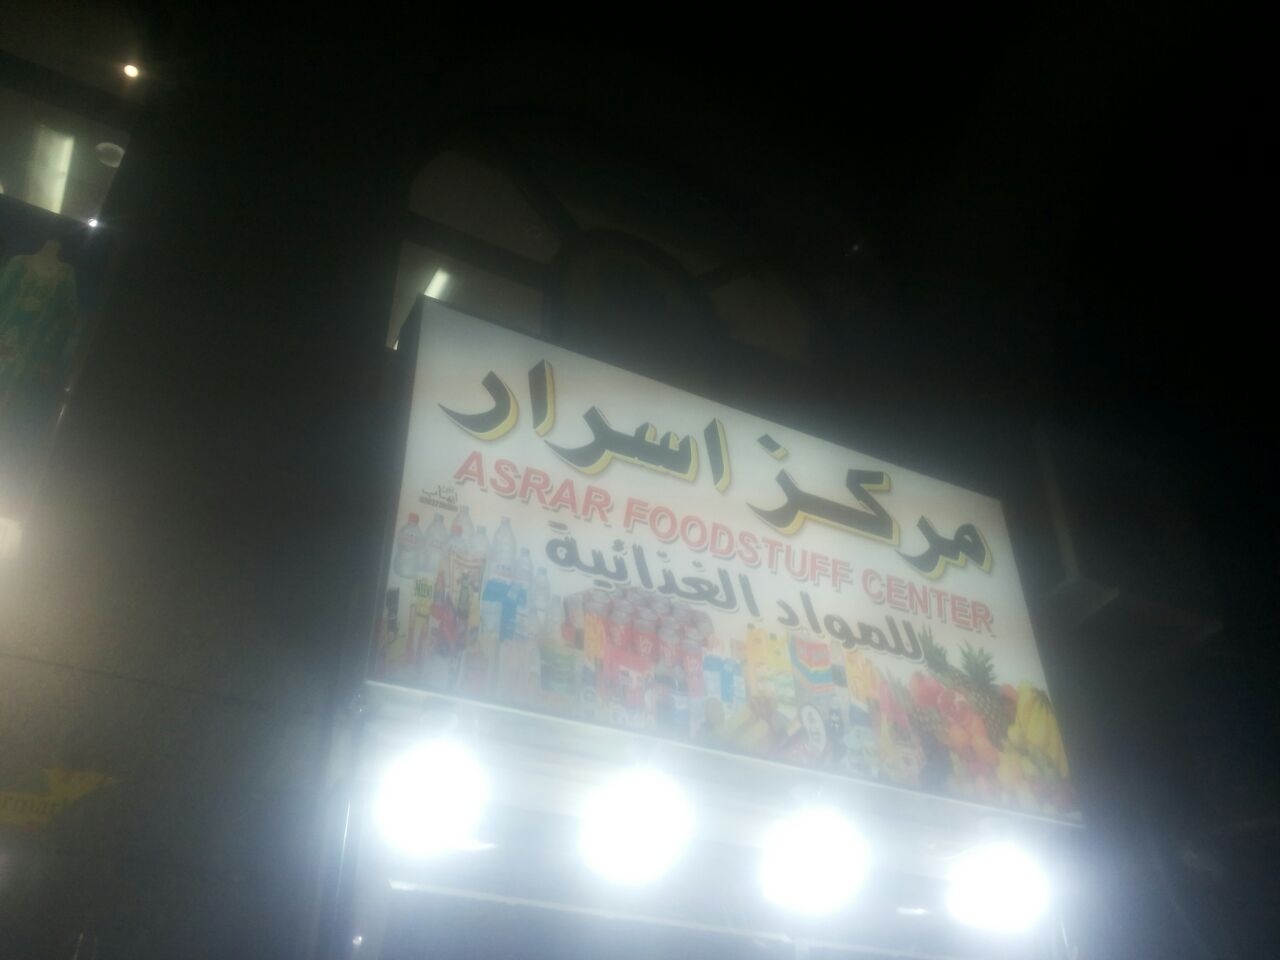 مركز اسرار
ASRAR FOODSTUFF CENTER
للمواد الغذائية